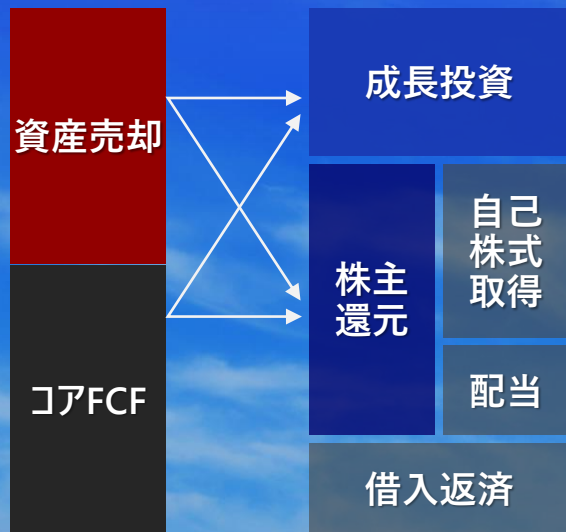 資産売却
コアFCF
成長投資
株主
還元
自己
株式
取得
配当
借入返済